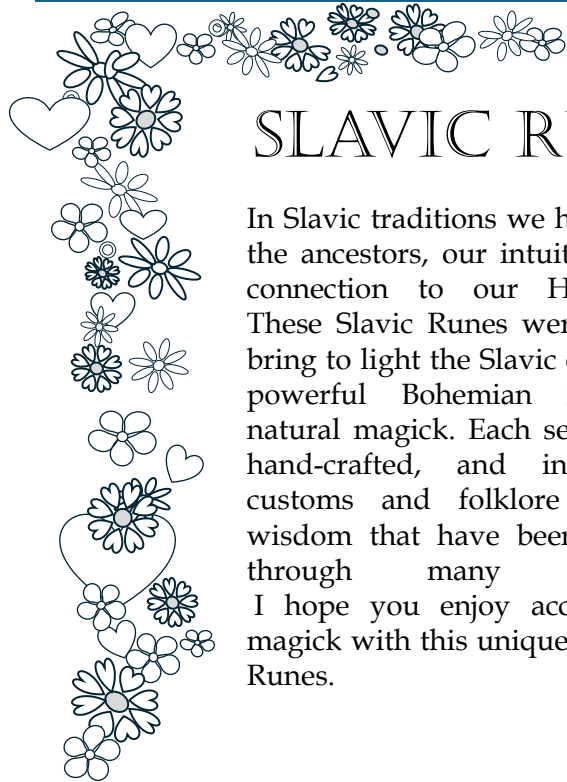 SLAVIC R
In Slavic traditions we h
the ancestors, our intuit
connection to our H
These Slavic Runes wer
bring to light the Slavic
powerful Bohemian
natural magick. Each se
hand-crafted, and in
customs and folklore
wisdom that have been
through many
I hope you enjoy acc
magick with this unique
Runes.